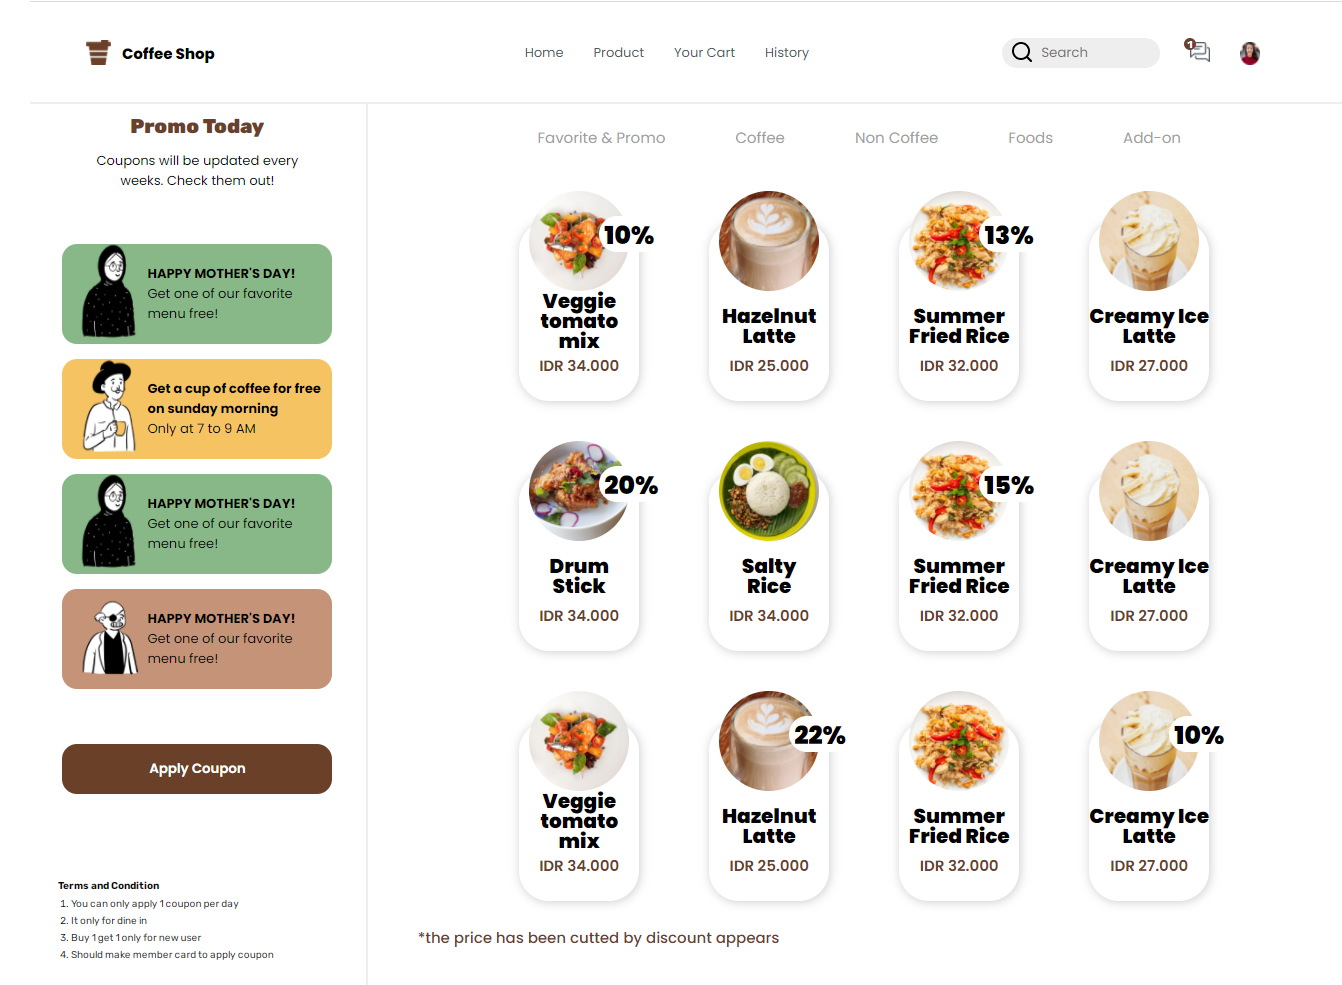 Coffee Shop
Home
Product
Your Cart
History
Search
1
Promo Today
Coupons will be updated every
weeks. Check them out!
HAPPY MOTHER'S DAY!
Get one of our favorite
menu free!
Get a cup of coffee for free
on sunday morning
Only at 7 to 9 AM
HAPPY MOTHER'S DAY!
Get one of our favorite
menu free!
HAPPY MOTHER'S DAY!
Get one of our favorite
menu free!
Apply Coupon
Terms and Condition
1. You can only apply 1 coupon per day
2. It only for dine in
3. Buy 1 get 1 only for new user
4. Should make member card to apply coupon
Favorite & Promo
Coffee
Non Coffee
Foods
Add-on
10%
Veggie
tomato
mix
IDR 34.000
Hazelnut
Latte
IDR 25.000
13%
Summer
Fried Rice
IDR 32.000
Creamy Ice
Latte
IDR 27.000
20%
Drum
Stick
IDR 34.000
Salty
Rice
IDR 34.000
15%
Summer
Fried Rice
IDR 32.000
Creamy Ice
Latte
IDR 27.000
Veggie
tomato
mix
IDR 34.000
22%
Hazelnut
Latte
IDR 25.000
Summer
Fried Rice
IDR 32.000
10%
Creamy Ice
Latte
IDR 27.000
*the price has been cutted by discount appears